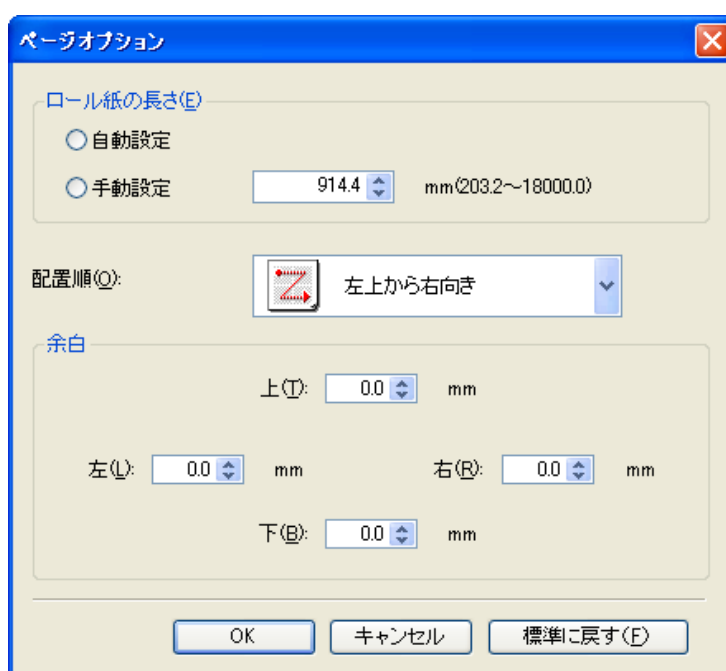 ページオプション
ロール紙の長さ(E)
自動設定
手動設定 914.4 mm(203.2～18000.0)
配置順(O): 左上から右向き
余白
上(T): 0.0 mm
左(L): 0.0 mm 右(R): 0.0 mm
下(B): 0.0 mm
OK キャンセル 標準に戻す(F)